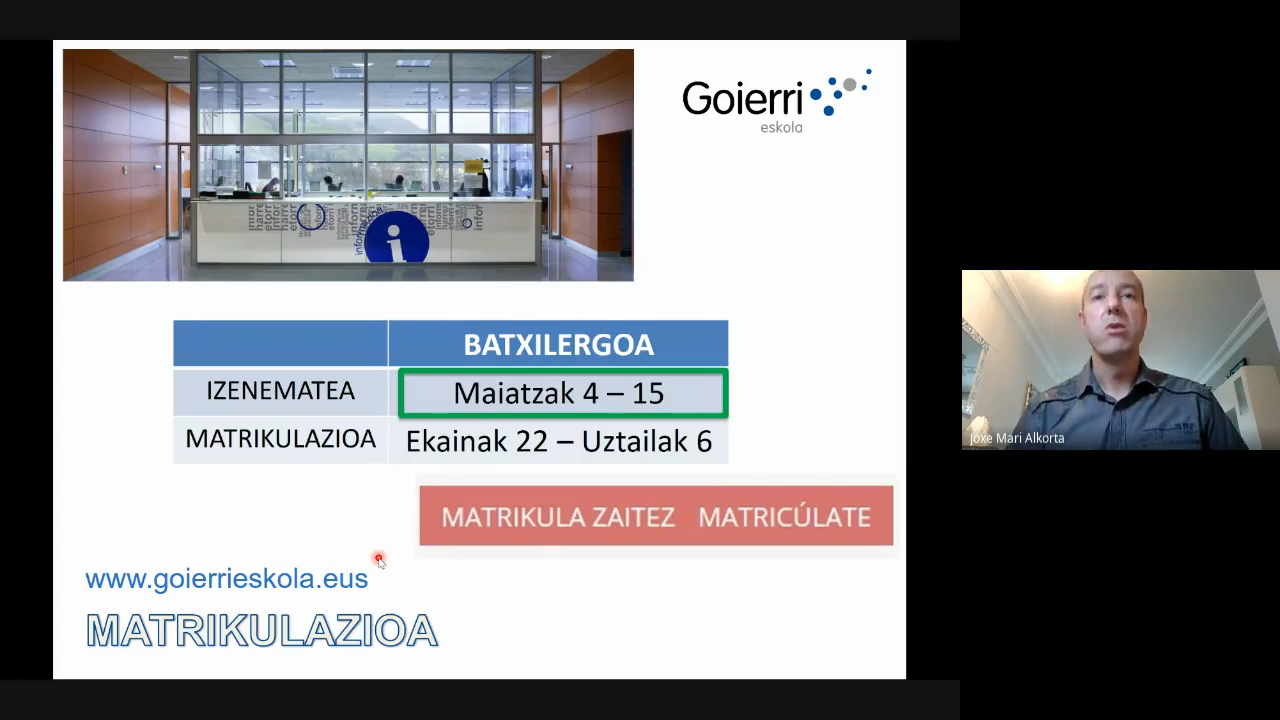 Goierri
eskola
i
BATXILERGOA
IZENEMATEA
Maiatzak 4 – 15
MATRIKULAZIOA
Ekainak 22 – Uztailak 6
MATRIKULA ZAITEZ MATRICÚLATE
www.goierrieskola.eus
MATRIKULAZIOA
Joxe Mari Alkorta